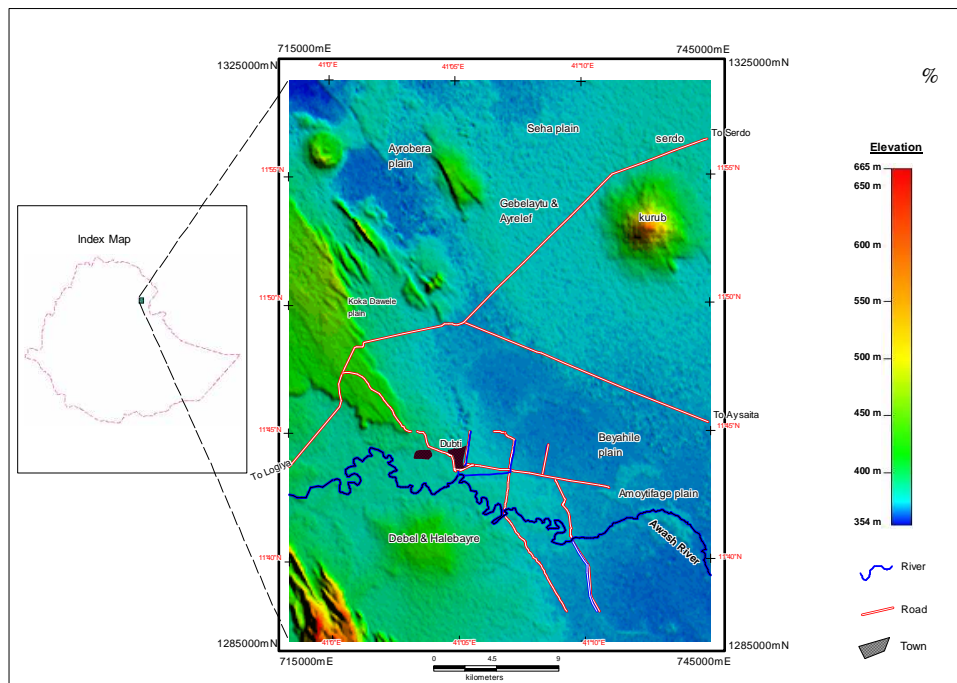 715000mE
745000mE
1325000mN
1325000mN
41'0'E
41'05'E
41'10'E
%
Seha plain
To Serdo
serdo
Ayrobera
plain
11'55'N
11'55'N
Elevation
665 m
650 m
600 m
550 m
500 m
450 m
400 m
354 m
Gebelaytu &
Ayrelef
kurub
Index Map
11'50'N
11'50'N
Koka Dawele
plain
To Aysaita
11'45'N
11'45'N
Dubti
Beyahile
plain
To Logiya
Amoytifage plain
Awash River
Debel & Halebayre
11'40'N
11'40'N
River
Road
Town
41'0'E
41'05'E
41'10'E
1285000mN
1285000mN
715000mE
745000mE
0
4.5
9
kilometers